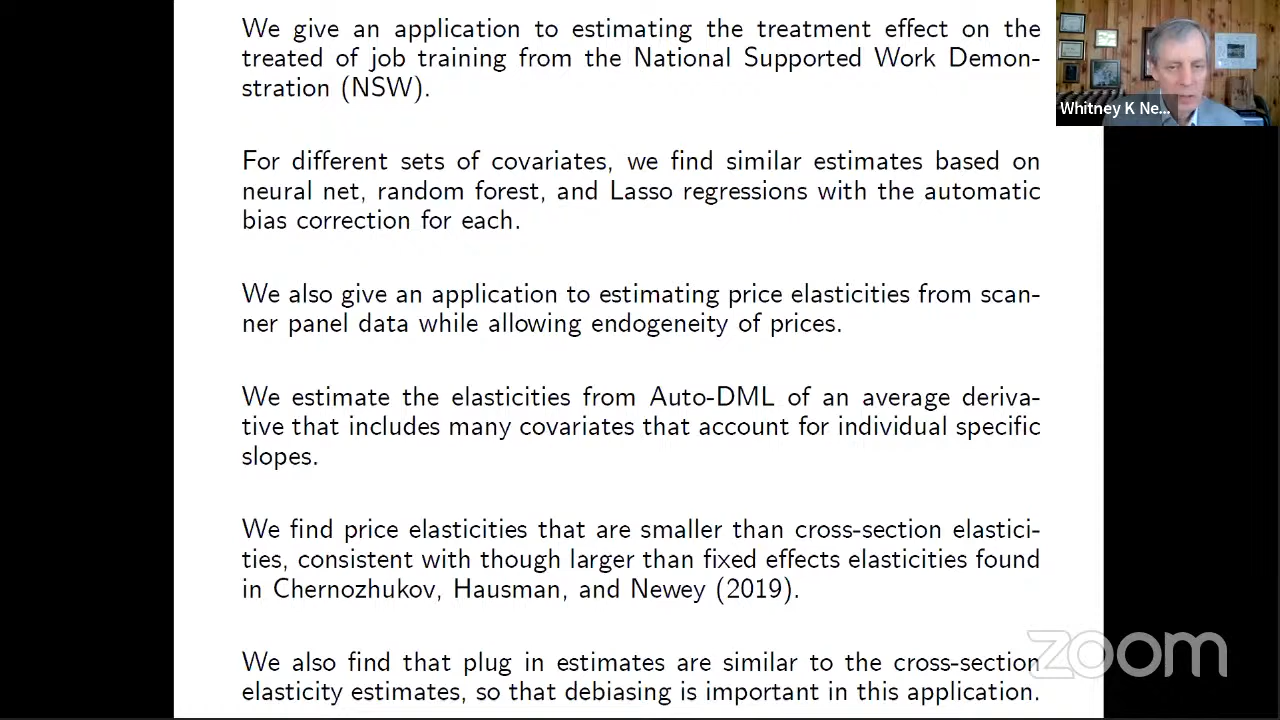 We give an application to estimating the treatment effect on the
treated of job training from the National Supported Work Demon-
stration (NSW).
For different sets of covariates, we find similar estimates based on
neural net, random forest, and Lasso regressions with the automatic
bias correction for each.
We also give an application to estimating price elasticities from scan-
ner panel data while allowing endogeneity of prices.
We estimate the elasticities from Auto-DML of an average deriva-
tive that includes many covariates that account for individual specific
slopes.
We find price elasticities that are smaller than cross-section elastici-
ties, consistent with though larger than fixed effects elasticities found
in Chernozhukov, Hausman, and Newey (2019).
We also find that plug in estimates are similar to the cross-section
elasticity estimates, so that debiasing is important in this application.
Whitney K Ne...
zoom